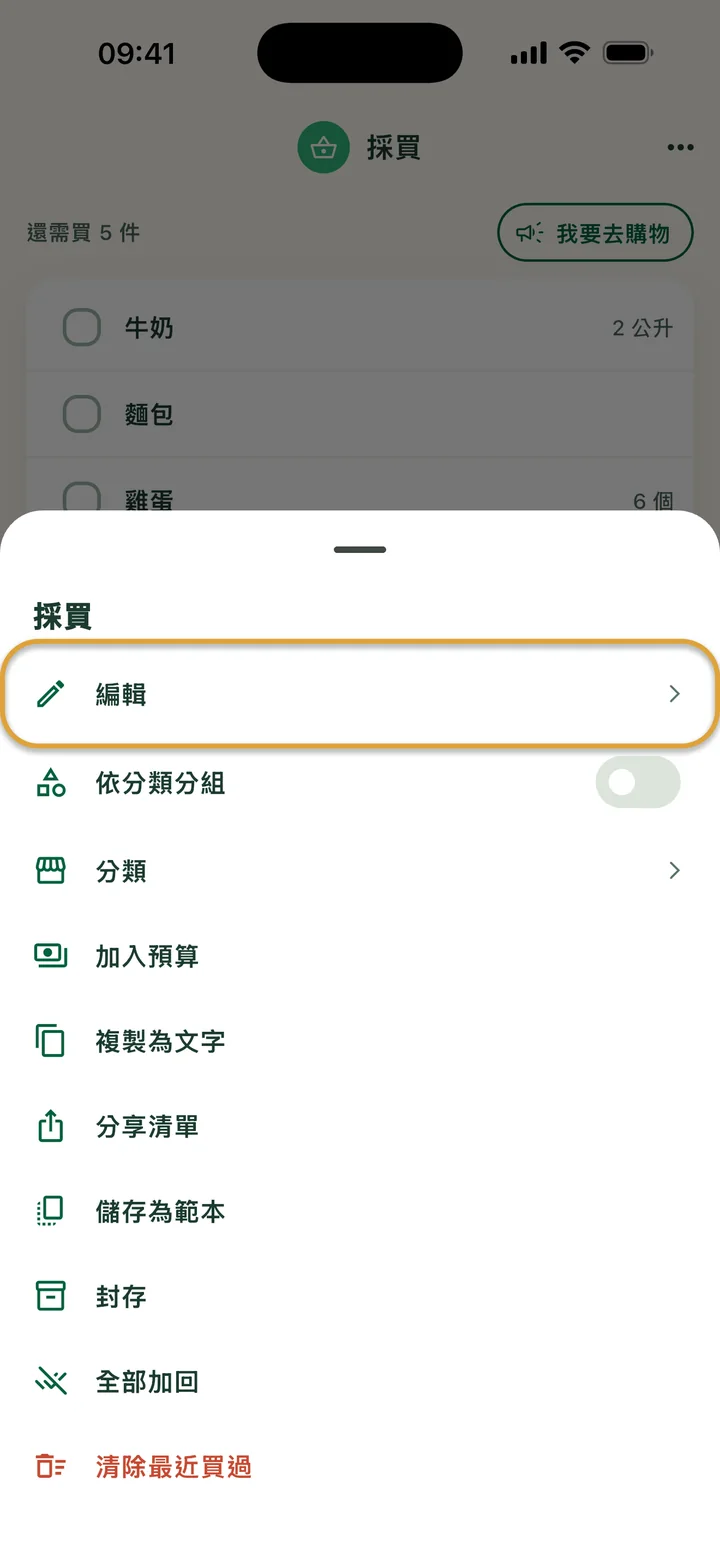 09:41
採買
還需買 5 件
我要去購物
牛奶
2 公升
麵包
雞蛋
6 個
採買
編輯
依分類分組
分類
加入預算
複製為文字
分享清單
儲存為範本
封存
全部加回
清除最近買過